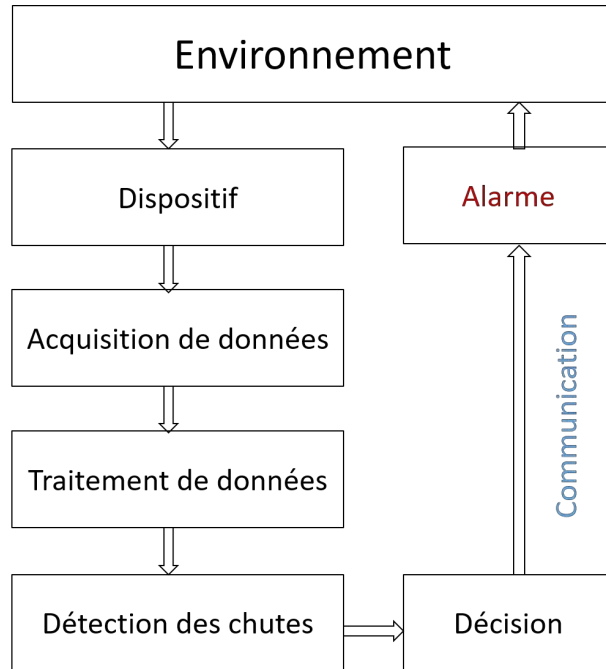 Environnement
Dispositif
Alarme
Acquisition de données
Communication
Traitement de données
Détection des chutes
Décision